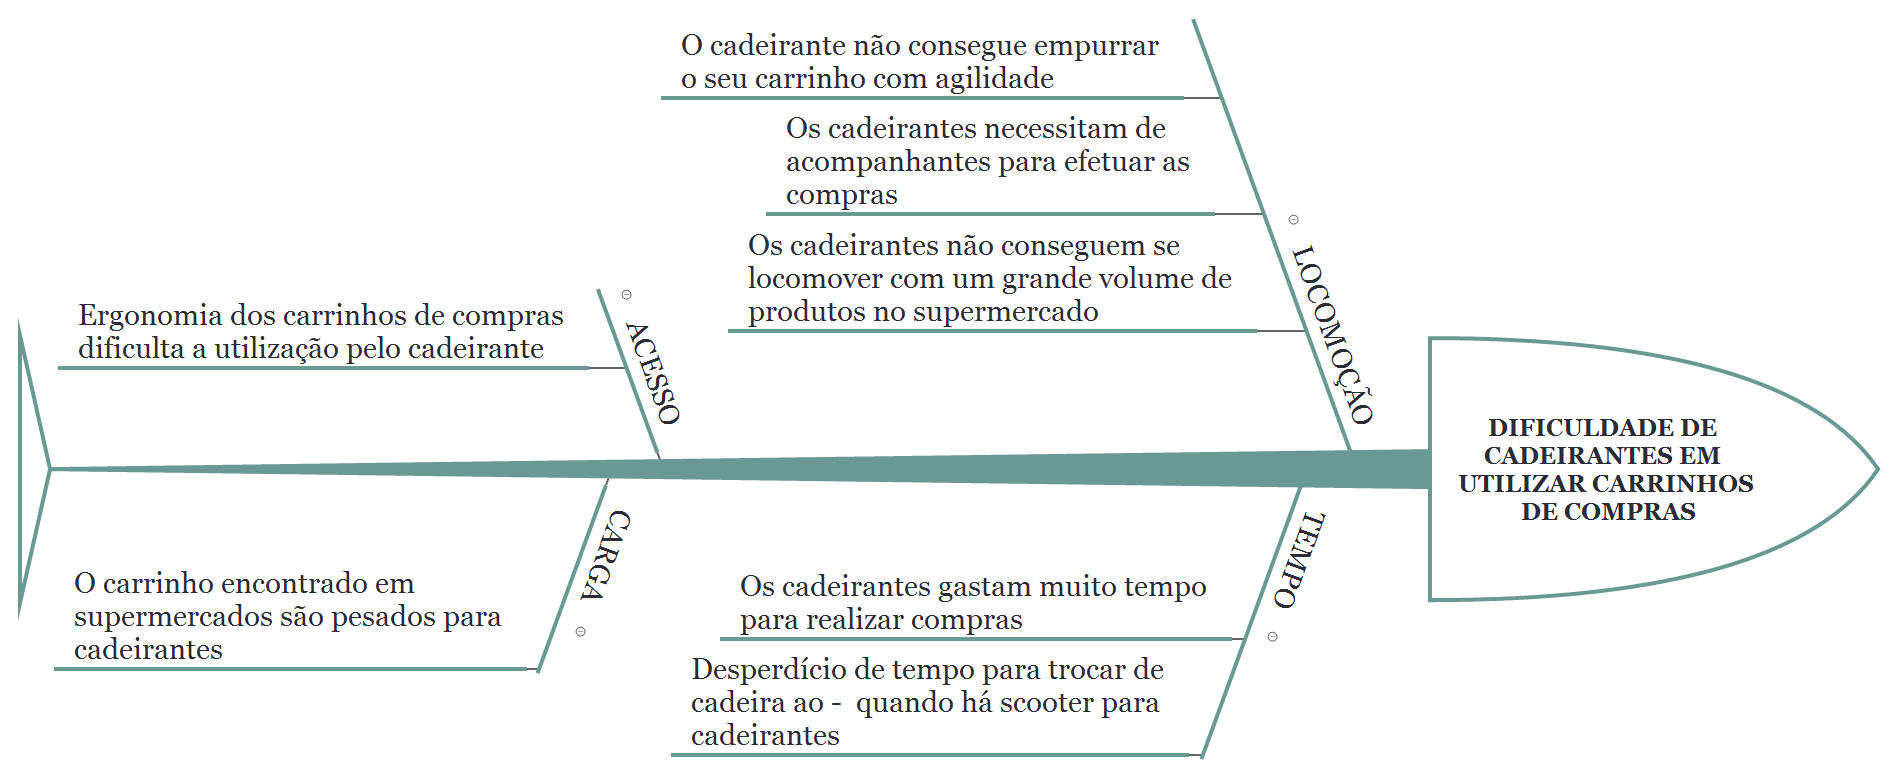 O cadeirante não consegue empurrar
o seu carrinho com agilidade
Os cadeirantes necessitam de
acompanhantes para efetuar as
compras
Os cadeirantes não conseguem se
locomover com um grande volume de
produtos no supermercado
LOCOMOÇÃO
Ergonomia dos carrinhos de compras
dificulta a utilização pelo cadeirante
ACESSO
DIFICULDADE DE
CADEIRANTES EM
UTILIZAR CARRINHOS
DE COMPRAS
CARGA
O carrinho encontrado em
supermercados são pesados para
cadeirantes
TEMPO
Os cadeirantes gastam muito tempo
para realizar compras
Desperdício de tempo para trocar de
cadeira ao -  quando há scooter para
cadeirantes